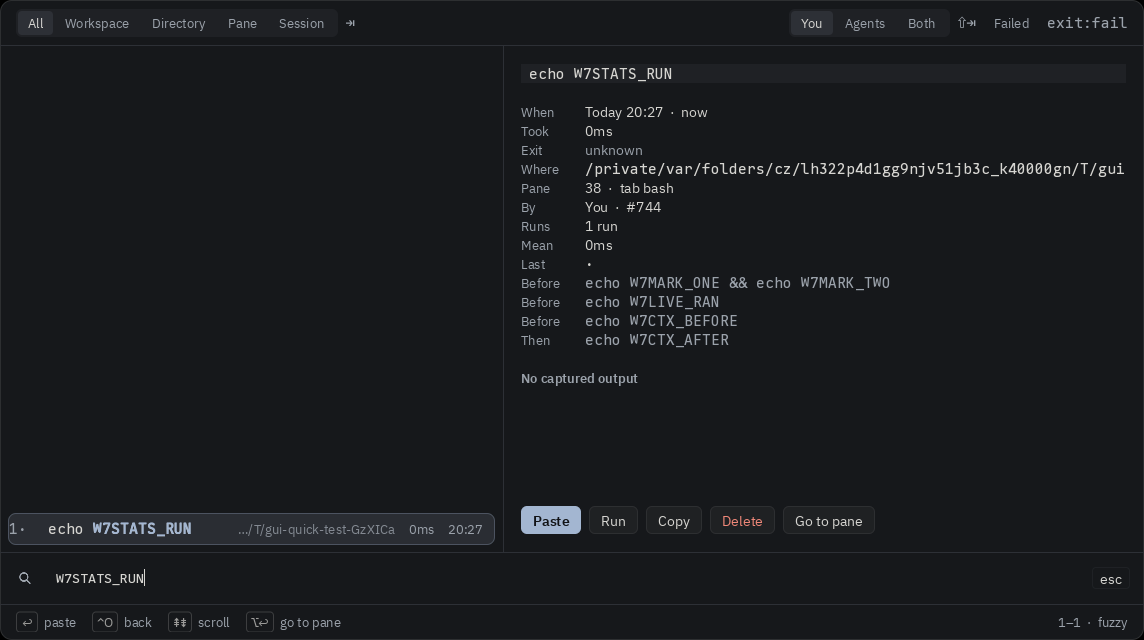 All Workspace Directory Pane Session ⇥ You Agents Both ⇧⇥ Failed exit:fail
echo W7STATS_RUN
When Today 20:27 · now
Took 0ms
Exit unknown
Where /private/var/folders/cz/lh322p4d1gg9njv51jb3c_k40000gn/T/gui
Pane 38 · tab bash
By You · #744
Runs 1 run
Mean 0ms
Last ·
Before echo W7MARK_ONE && echo W7MARK_TWO
Before echo W7LIVE_RAN
Before echo W7CTX_BEFORE
Then echo W7CTX_AFTER
No captured output
Paste Run Copy Delete Go to pane
1· echo W7STATS_RUN …/T/gui-quick-test-GzXICa 0ms 20:27
W7STATS_RUN esc
↩ paste ^O back ⇞⇟ scroll ⌥↩ go to pane 1–1 · fuzzy